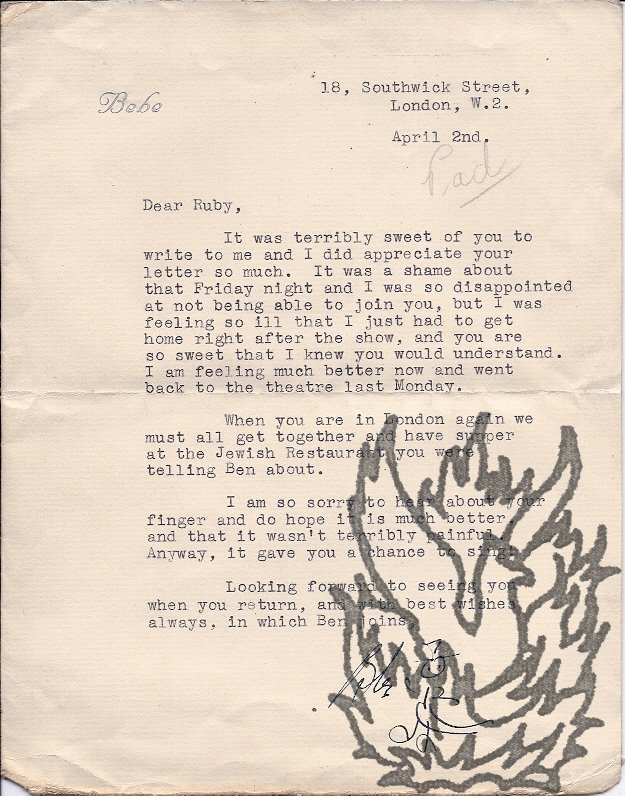 Bebe
18, Southwick Street,
London, W.2.
April 2nd.
Pad
Dear Ruby,
It was terribly sweet of you to
write to me and I did appreciate your
letter so much. It was a shame about
that Friday night and I was so disappointed
at not being able to join you, but I was
feeling so ill that I just had to get
home right after the show, and you are
so sweet that I knew you would understand.
I am feeling much better now and went
back to the theatre last Monday.
When you are in London again we
must all get together and have supper
at the Jewish Restaurant you were
telling Ben about.
I am so sorry to hear about your
finger and do hope it is much better,
and that it wasn't terribly painful.
Anyway, it gave you a chance to sing!
Looking forward to seeing you
when you return, and with best wishes
always, in which Ben joins,
Bebe